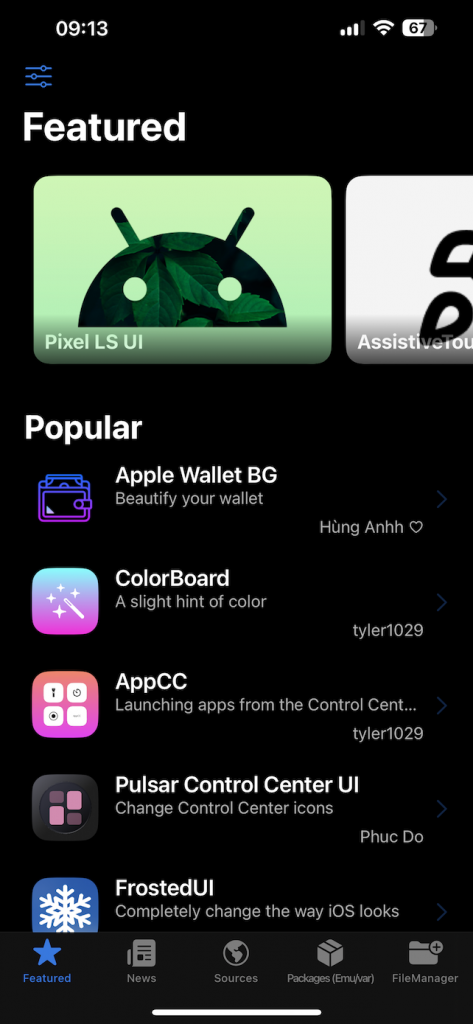 09:13
67
Featured
Pixel LS UI
AssistiveTou
Popular
Apple Wallet BG
Beautify your wallet
Hùng Anhh ♡
ColorBoard
A slight hint of color
tyler1029
AppCC
Launching apps from the Control Cent...
tyler1029
Pulsar Control Center UI
Change Control Center icons
Phuc Do
FrostedUI
Completely change the way iOS looks
Featured
News
Sources
Packages (Emu/var)
FileManager